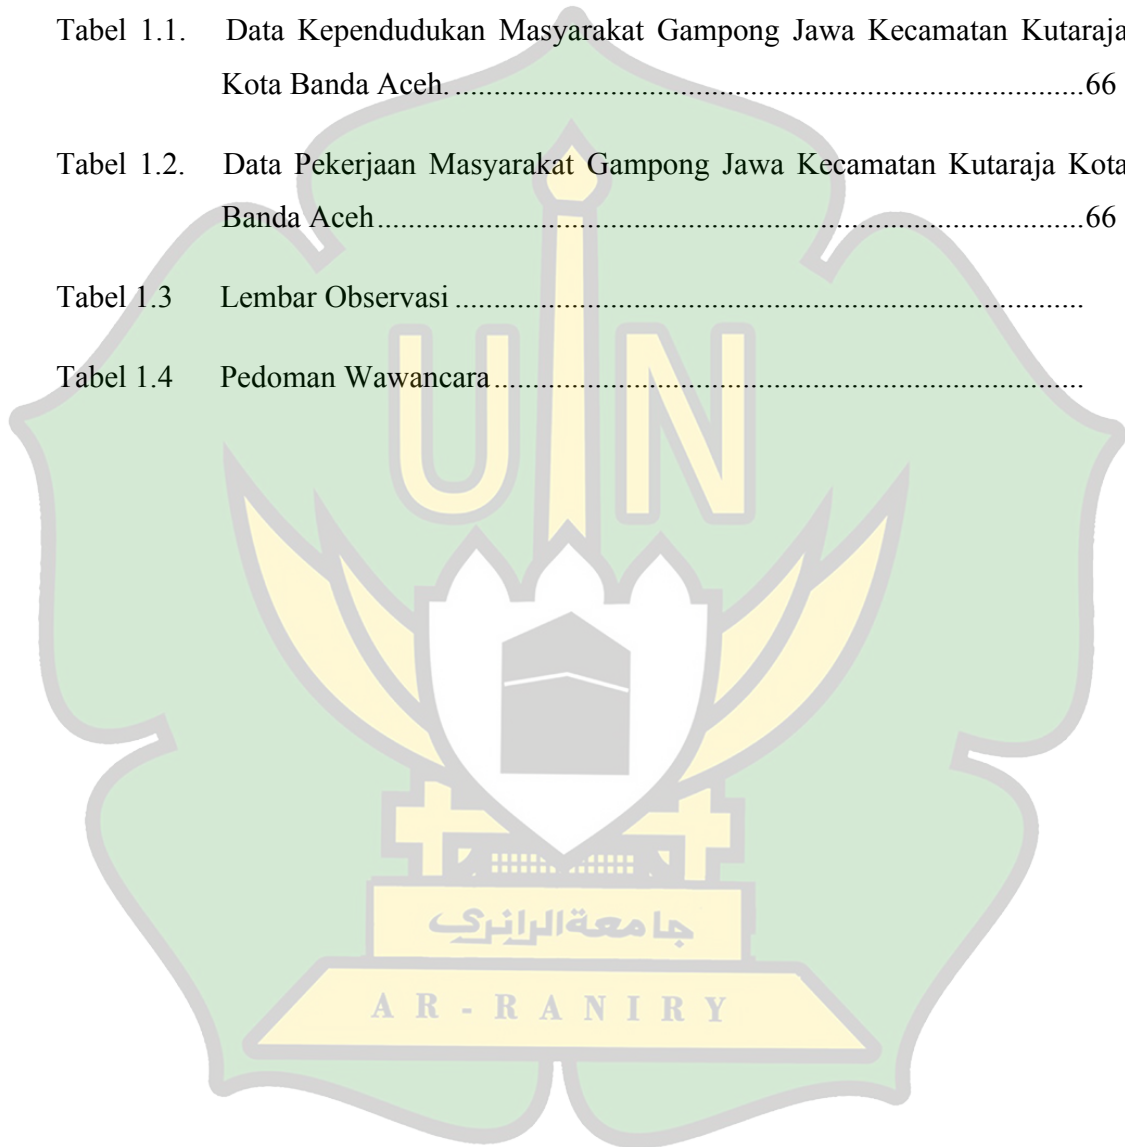 Tabel 1.1. Data Kependudukan Masyarakat Gampong Jawa Kecamatan Kutaraja
Kota Banda Aceh. ................................................................................66
Tabel 1.2. Data Pekerjaan Masyarakat Gampong Jawa Kecamatan Kutaraja Kota
Banda Aceh..........................................................................................66
Tabel 1.3 Lembar Observasi ................................................................................
Tabel 1.4 Pedoman Wawancara...........................................................................
UIN
جامعةالرانري
AR-RANIRY